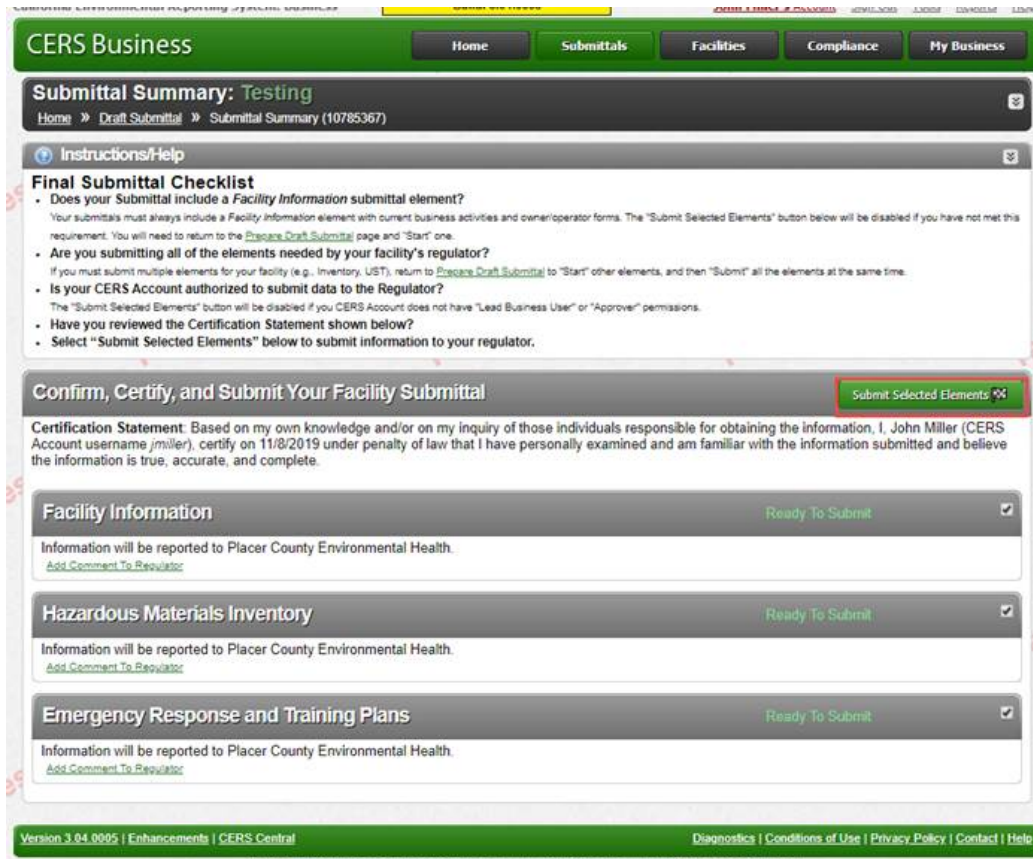 California Environmental Reporting System: Business
CERS Business
Home
Submittals
Facilities
Compliance
My Business
Submittal Summary: Testing
Home » Draft Submittal » Submittal Summary (10785367)
Instructions/Help
Final Submittal Checklist
• Does your Submittal include a Facility Information submittal element?
Your submittals must always include a Facility Information element with current business activities and owner/operator forms. The "Submit Selected Elements" button below will be disabled if you have not met this
requirement. You will need to return to the Prepare Draft Submittal page and "Start" one.
• Are you submitting all of the elements needed by your facility's regulator?
If you must submit multiple elements for your facility (e.g., Inventory, UST), return to Prepare Draft Submittal to "Start" other elements, and then "Submit" all the elements at the same time.
• Is your CERS Account authorized to submit data to the Regulator?
The "Submit Selected Elements" button will be disabled if you CERS Account does not have "Lead Business User" or "Approver" permissions.
• Have you reviewed the Certification Statement shown below?
• Select "Submit Selected Elements" below to submit information to your regulator.
Confirm, Certify, and Submit Your Facility Submittal
Submit Selected Elements
Certification Statement: Based on my own knowledge and/or on my inquiry of those individuals responsible for obtaining the information, I, John Miller (CERS
Account username jmiller), certify on 11/8/2019 under penalty of law that I have personally examined and am familiar with the information submitted and believe
the information is true, accurate, and complete.
Facility Information
Ready To Submit
Information will be reported to Placer County Environmental Health.
Add Comment To Regulator
Hazardous Materials Inventory
Ready To Submit
Information will be reported to Placer County Environmental Health.
Add Comment To Regulator
Emergency Response and Training Plans
Ready To Submit
Information will be reported to Placer County Environmental Health.
Add Comment To Regulator
Version 3.04.0005 | Enhancements | CERS Central
Diagnostics | Conditions of Use | Privacy Policy | Contact | Help